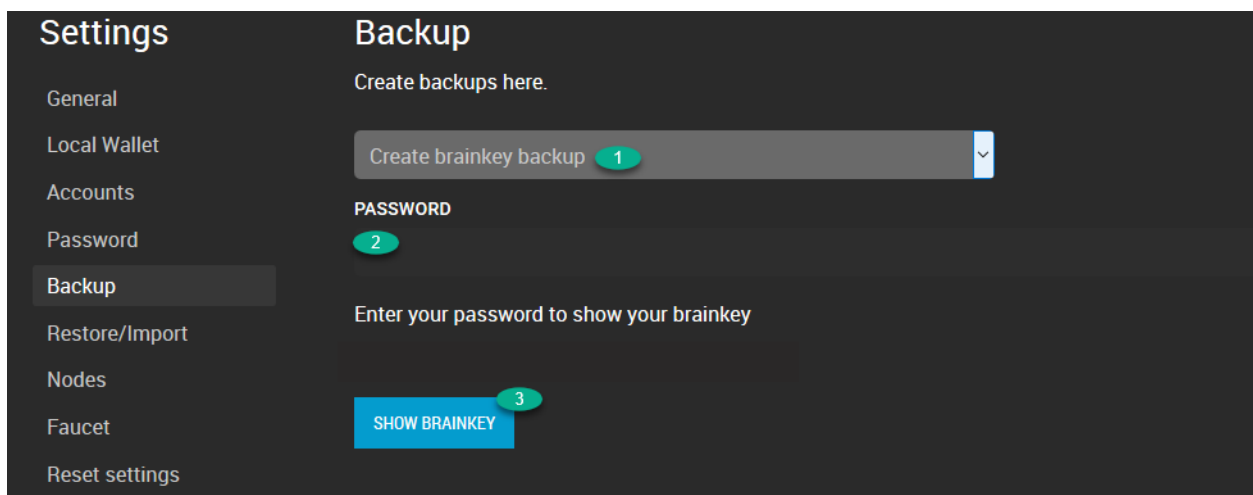 Settings
General
Local Wallet
Accounts
Password
Backup
Restore/Import
Nodes
Faucet
Reset settings
Backup
Create backups here.
Create brainkey backup 1
PASSWORD
2
Enter your password to show your brainkey
3
SHOW BRAINKEY